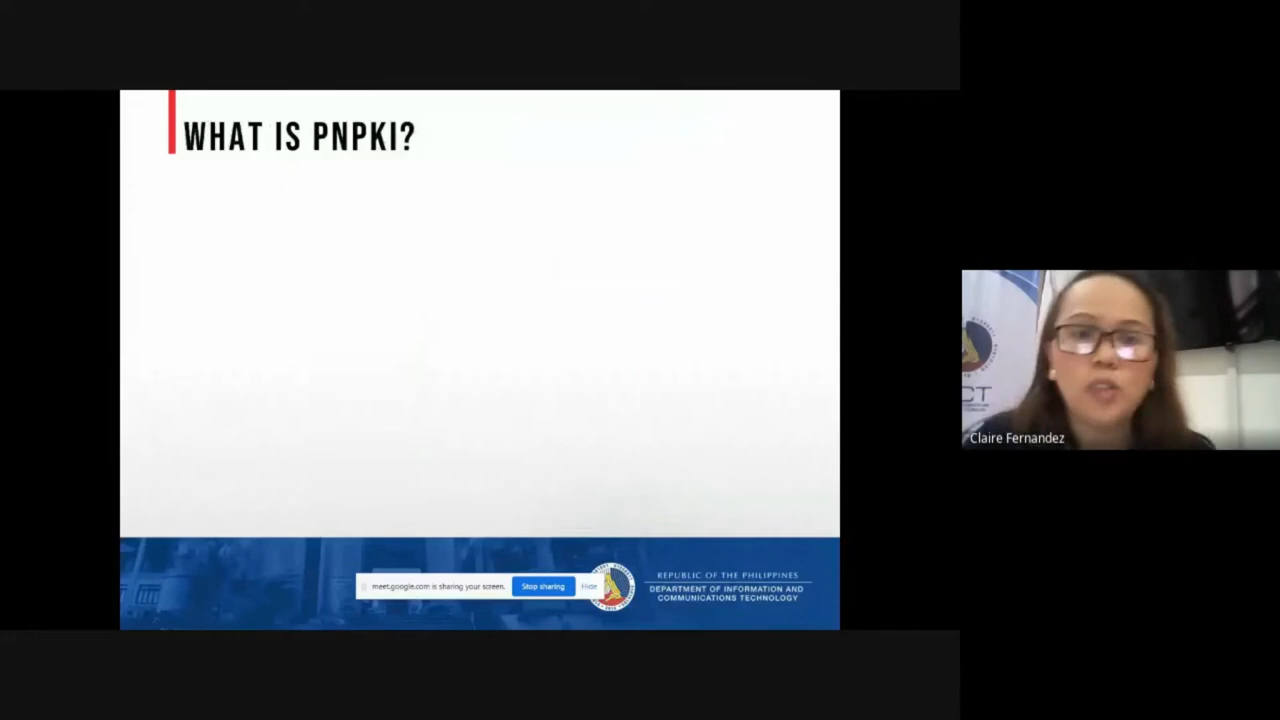 WHAT IS PNPKI?
CT
Claire Fernandez
meet.google.com is sharing your screen.
Stop sharing
Hide
REPUBLIC OF THE PHILIPPINES
DEPARTMENT OF INFORMATION AND
COMMUNICATIONS TECHNOLOGY